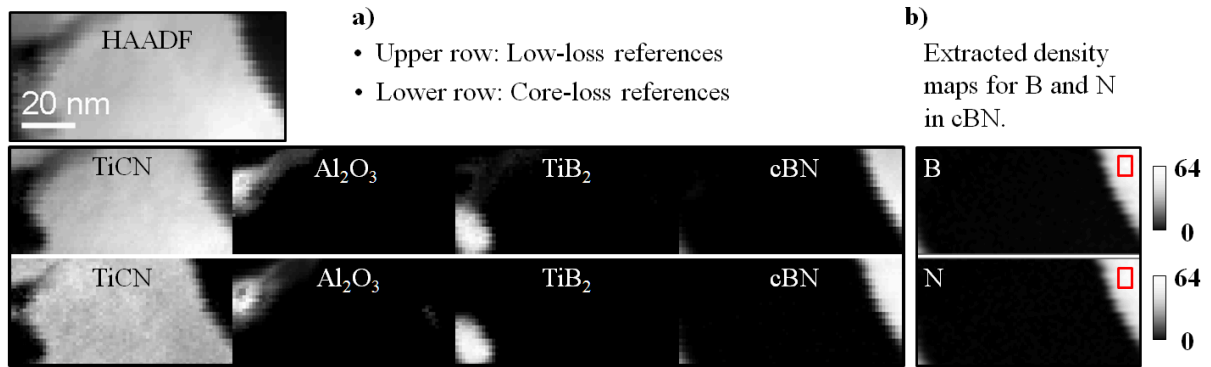 HAADF
20 nm
a)
• Upper row: Low-loss references
• Lower row: Core-loss references
b)
Extracted density
maps for B and N
in cBN.
TiCN
Al₂O₃
TiB₂
cBN
B
64
0
TiCN
Al₂O₃
TiB₂
cBN
N
64
0